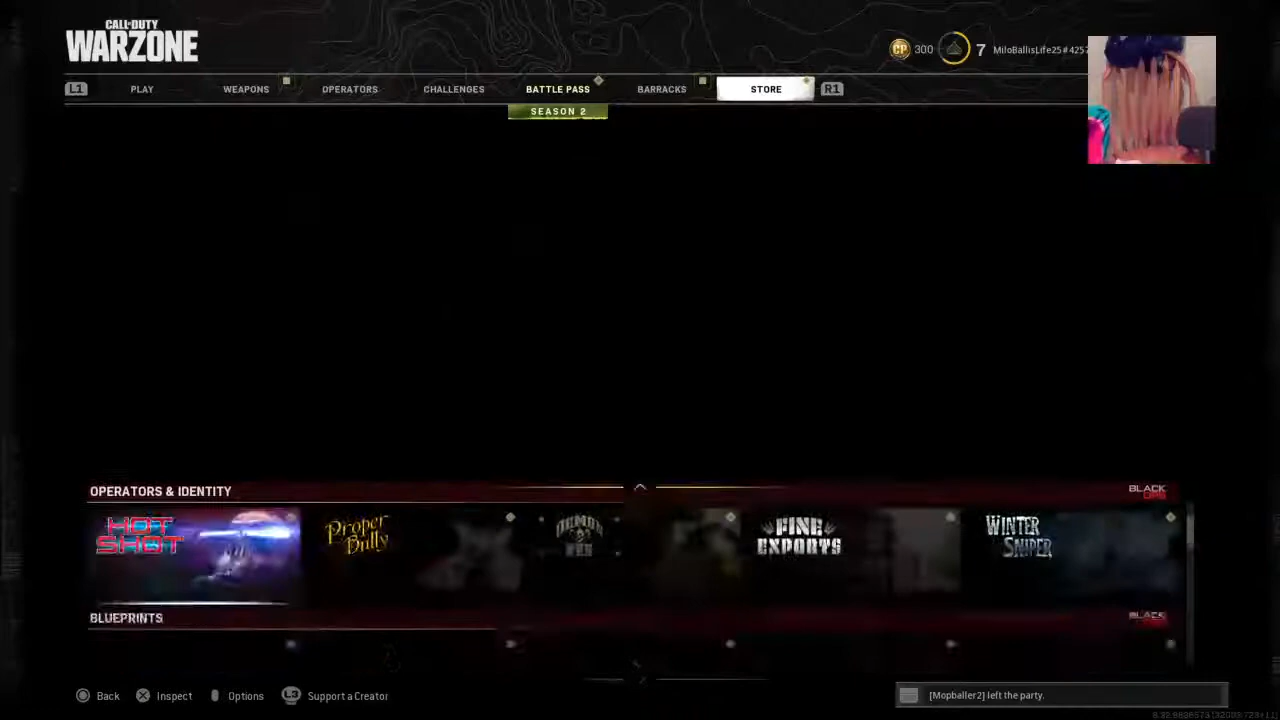 CALL OF DUTY
WARZONE
CP 300 7 MiloBallisLife25#4257
L1 PLAY WEAPONS OPERATORS CHALLENGES BATTLE PASS BARRACKS STORE R1
SEASON 2
OPERATORS & IDENTITY
BLACK OPS
HOT SHOT
Proper Bully
FINE EXPORTS
WINTER SNIPER
BLUEPRINTS
BLACK
Back Inspect Options L3 Support a Creator
[Mopballer2] left the party.